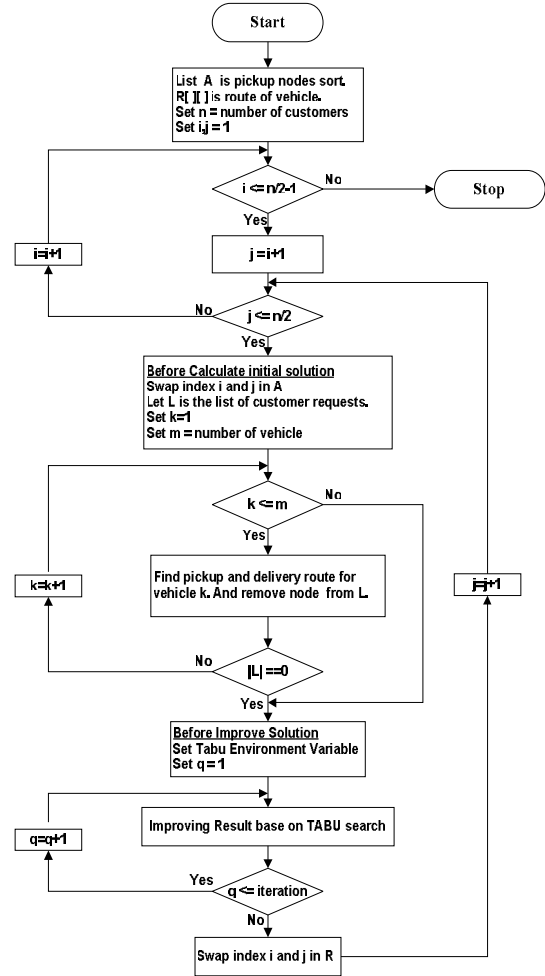 Start
List A is pickup nodes sort.
R[ ][ ] is route of vehicle.
Set n = number of customers
Set i,j = 1
i <= n/2-1
No
Stop
Yes
i=i+1
j = i+1
No
j <= n/2
Yes
Before Calculate initial solution
Swap index i and j in A
Let L is the list of customer requests.
Set k=1
Set m = number of vehicle
k <= m
No
Yes
k=k+1
Find pickup and delivery route for
vehicle k. And remove node from L.
j=j+1
No
|L| ==0
Yes
Before Improve Solution
Set Tabu Environment Variable
Set q = 1
q=q+1
Improving Result base on TABU search
Yes
q <= iteration
No
Swap index i and j in R